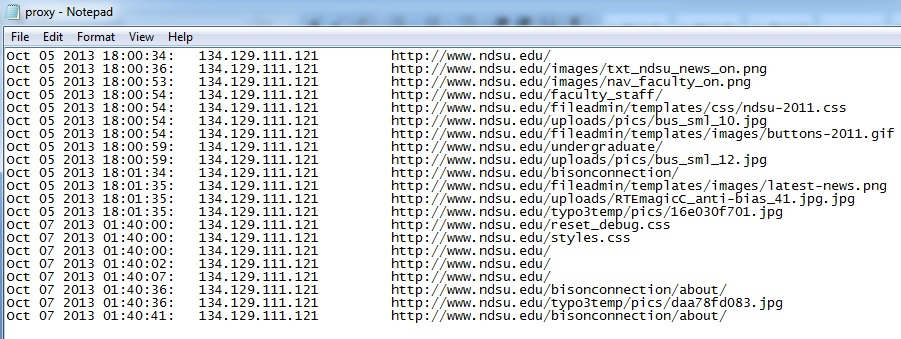 proxy - Notepad
File Edit Format View Help
Oct 05 2013 18:00:34: 134.129.111.121 http://www.ndsu.edu/
Oct 05 2013 18:00:36: 134.129.111.121 http://www.ndsu.edu/images/txt_ndsu_news_on.png
Oct 05 2013 18:00:53: 134.129.111.121 http://www.ndsu.edu/images/nav_faculty_on.png
Oct 05 2013 18:00:54: 134.129.111.121 http://www.ndsu.edu/faculty_staff/
Oct 05 2013 18:00:54: 134.129.111.121 http://www.ndsu.edu/fileadmin/templates/css/ndsu-2011.css
Oct 05 2013 18:00:54: 134.129.111.121 http://www.ndsu.edu/uploads/pics/bus_sml_10.jpg
Oct 05 2013 18:00:54: 134.129.111.121 http://www.ndsu.edu/fileadmin/templates/images/buttons-2011.gif
Oct 05 2013 18:00:59: 134.129.111.121 http://www.ndsu.edu/undergraduate/
Oct 05 2013 18:00:59: 134.129.111.121 http://www.ndsu.edu/uploads/pics/bus_sml_12.jpg
Oct 05 2013 18:01:34: 134.129.111.121 http://www.ndsu.edu/bisonconnection/
Oct 05 2013 18:01:35: 134.129.111.121 http://www.ndsu.edu/fileadmin/templates/images/latest-news.png
Oct 05 2013 18:01:35: 134.129.111.121 http://www.ndsu.edu/uploads/RTEmagicC_anti-bias_41.jpg.jpg
Oct 05 2013 18:01:35: 134.129.111.121 http://www.ndsu.edu/typo3temp/pics/16e030f701.jpg
Oct 07 2013 01:40:00: 134.129.111.121 http://www.ndsu.edu/reset_debug.css
Oct 07 2013 01:40:00: 134.129.111.121 http://www.ndsu.edu/styles.css
Oct 07 2013 01:40:00: 134.129.111.121 http://www.ndsu.edu/
Oct 07 2013 01:40:02: 134.129.111.121 http://www.ndsu.edu/
Oct 07 2013 01:40:07: 134.129.111.121 http://www.ndsu.edu/
Oct 07 2013 01:40:36: 134.129.111.121 http://www.ndsu.edu/bisonconnection/about/
Oct 07 2013 01:40:36: 134.129.111.121 http://www.ndsu.edu/typo3temp/pics/daa78fd083.jpg
Oct 07 2013 01:40:41: 134.129.111.121 http://www.ndsu.edu/bisonconnection/about/